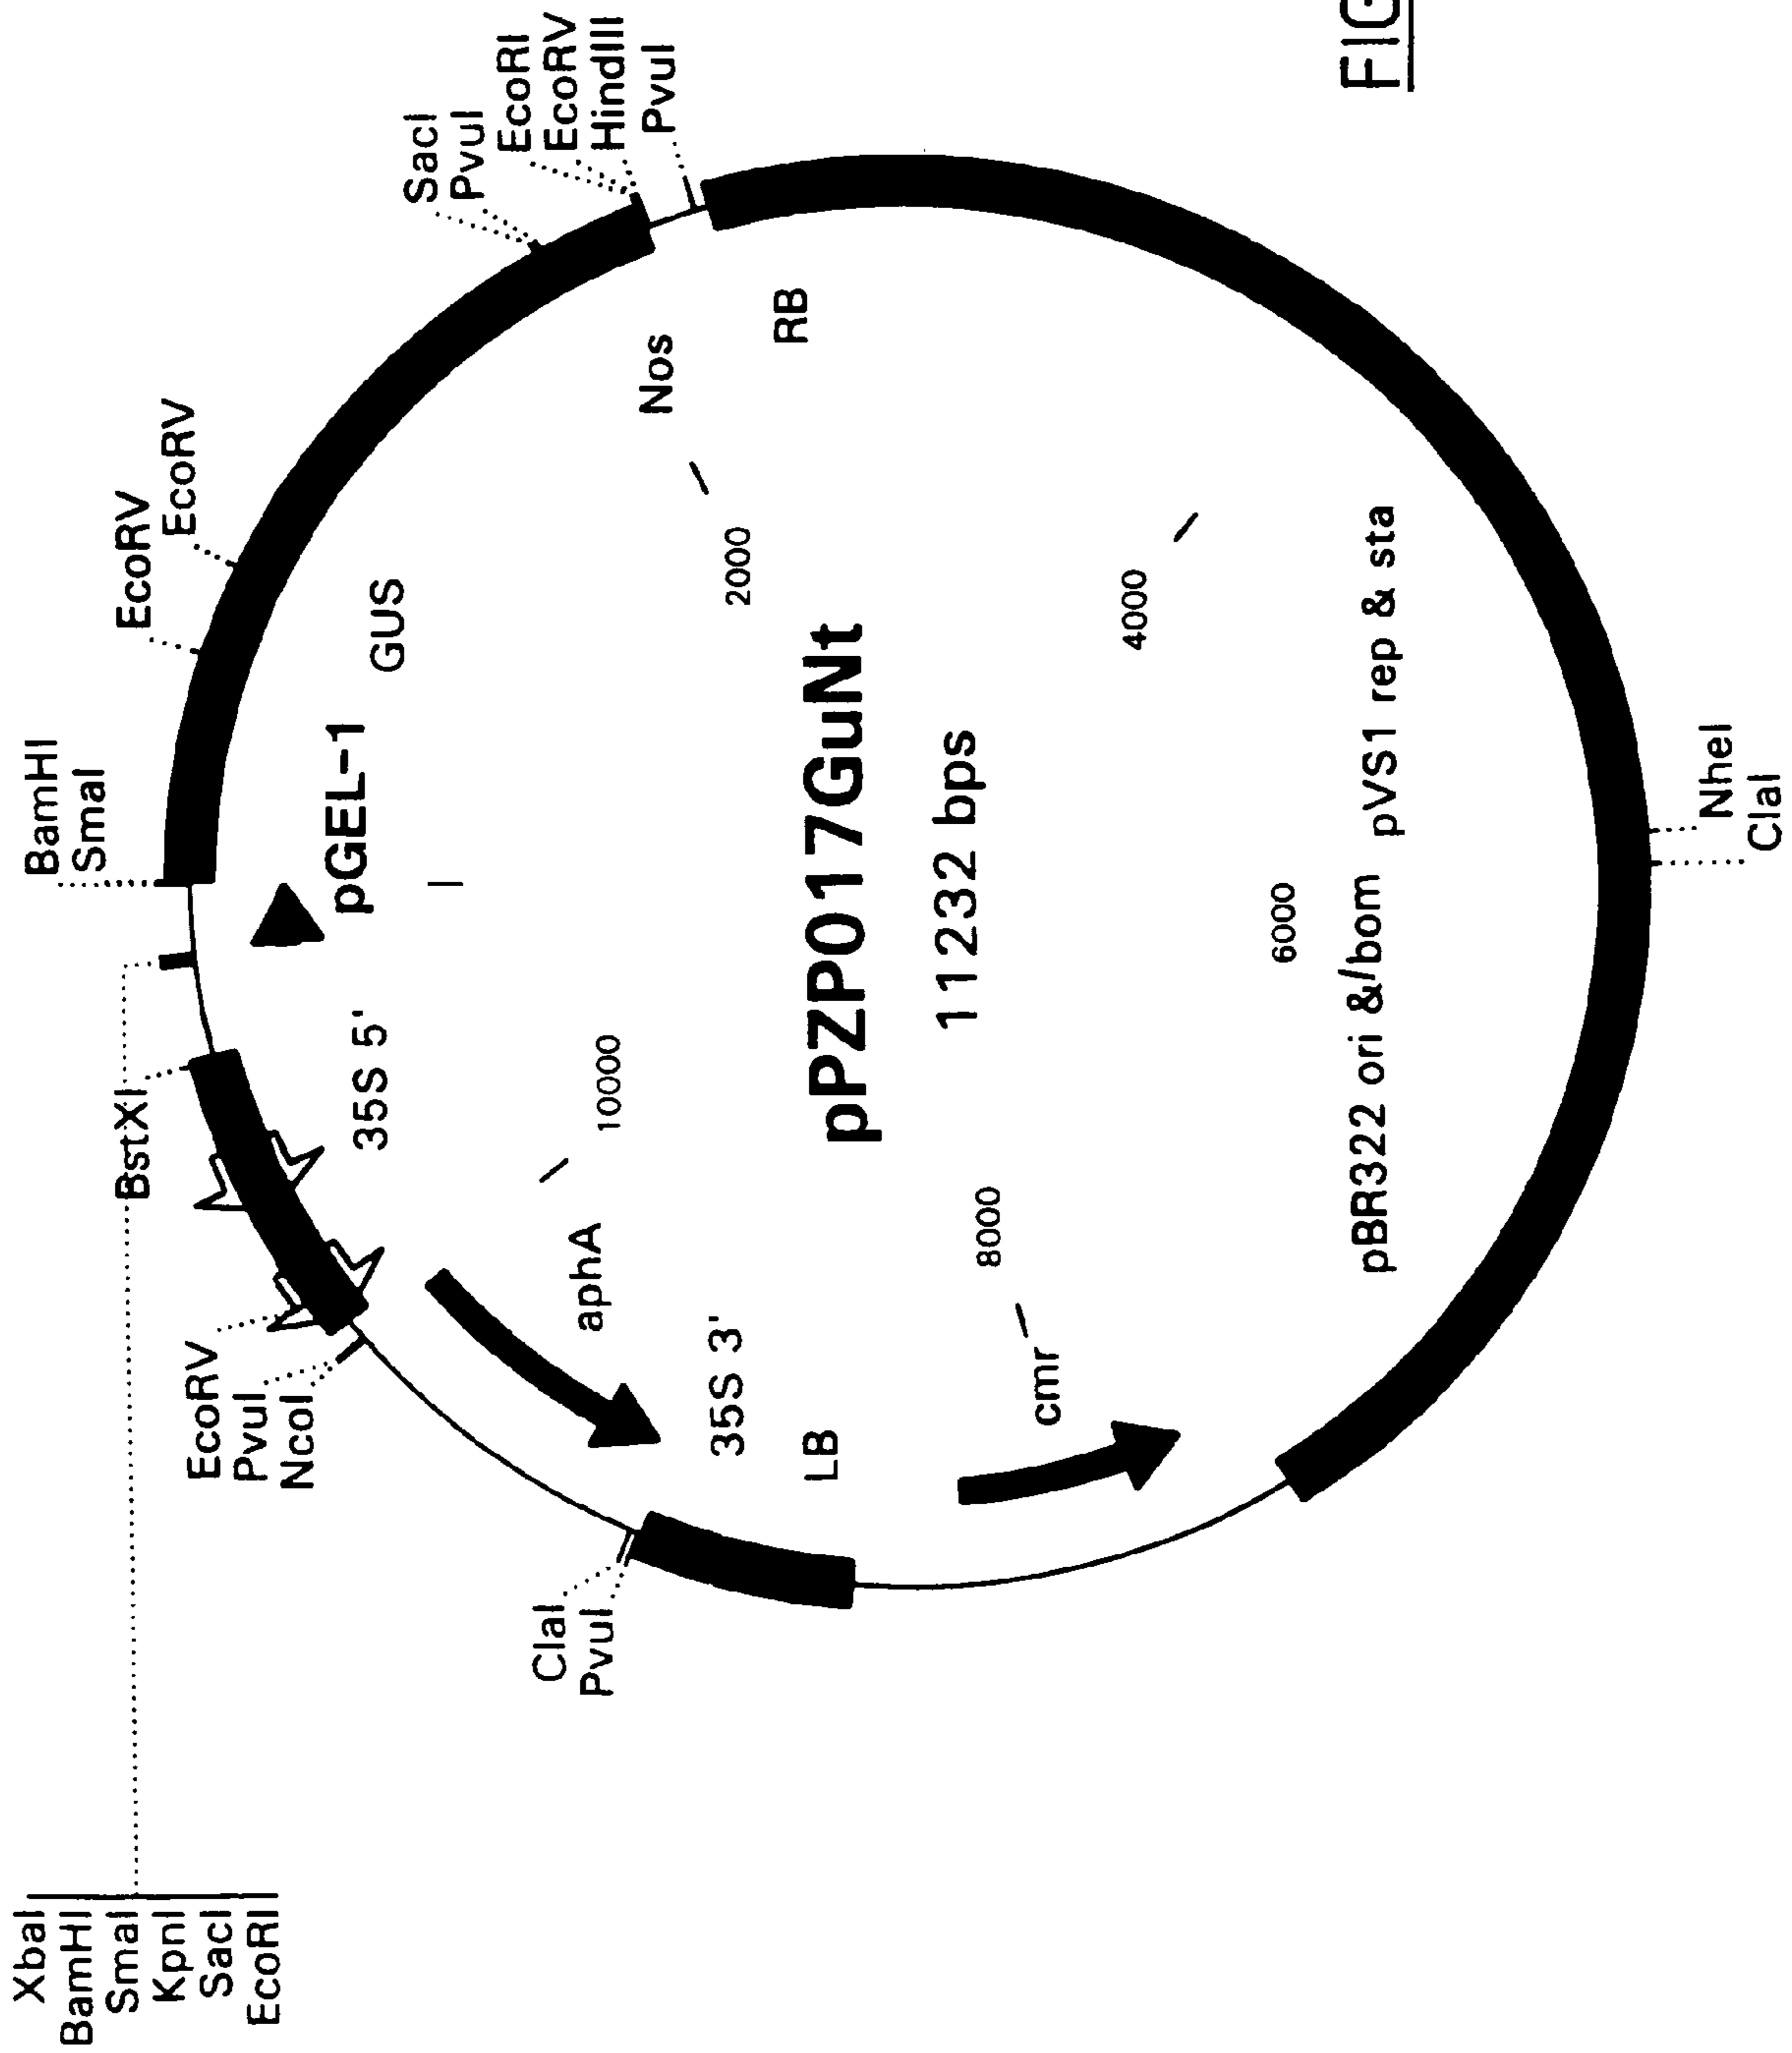 XbaI
BamHI
SmaI
KpnI
SacI
EcoRI
BstXI
BamHI
SmaI
EcoRV
EcoRV
SacI
PvuI
EcoRI
EcoRV
HindIII
PvuI
EcoRV
PvuI
NcoI
ClaI
PvuI
pGEL-1
GUS
35S 5'
Nos
RB
aphA
35S 3'
LB
cmr
10000
2000
8000
4000
6000
pPZP017GuNt
11232 bps
pBR322 ori &/bom
pVS1 rep & sta
NheI
ClaI
FIG